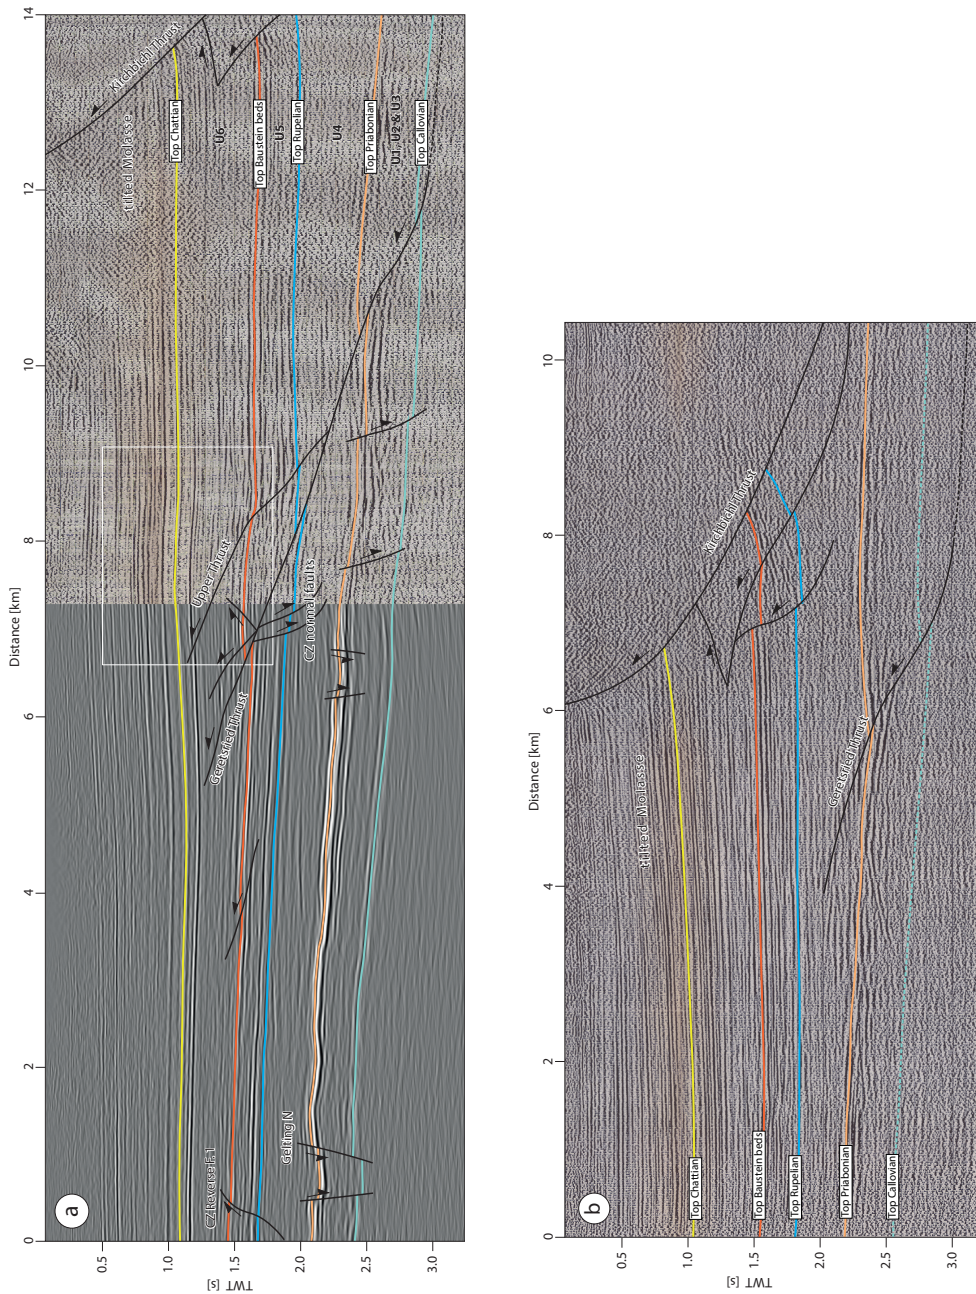 a
Distance [km]
0
2
4
6
8
10
12
14
TWT [s]
0.5
1.0
1.5
2.0
2.5
3.0
Kirchbichl Thrust
tilted Molasse
Top Chattian
U6
Top Baustein beds
U5
Top Rupelian
U4
Top Priabonian
U1, U2 & U3
Top Callovian
Upper Thrust
CZ normal faults
Geretsried Thrust
Gelting N
CZ Reverse F. 1
b
Distance [km]
0
2
4
6
8
10
TWT [s]
0.5
1.0
1.5
2.0
2.5
3.0
Kirchbichl Thrust
tilted Molasse
Geretsried Thrust
Top Chattian
Top Baustein beds
Top Rupelian
Top Priabonian
Top Callovian